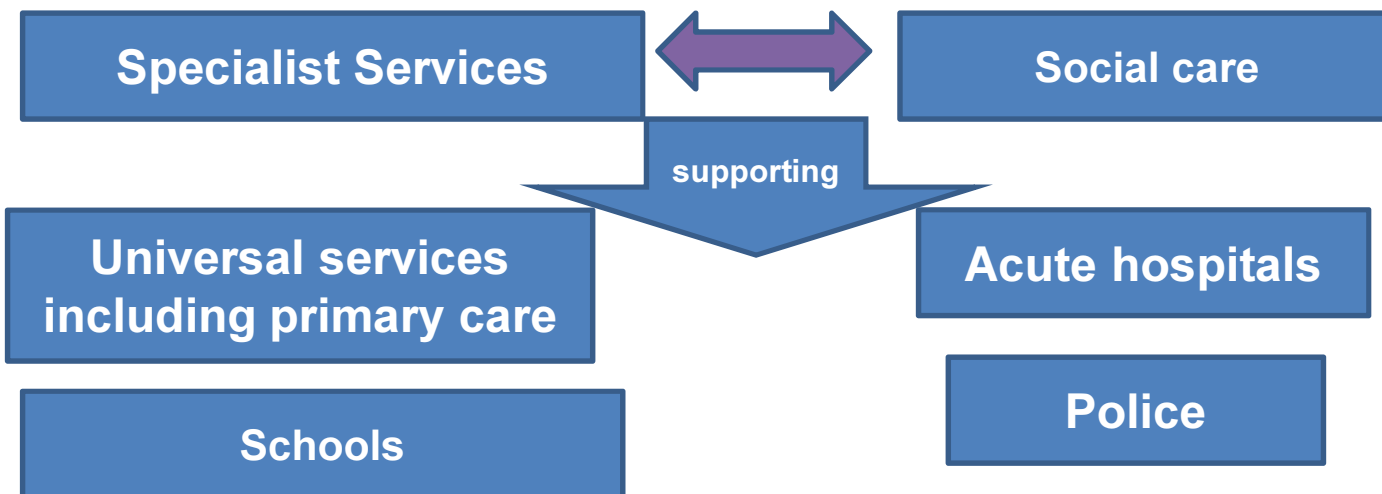 Specialist Services
Social care
supporting
Universal services
including primary care
Acute hospitals
Police
Schools